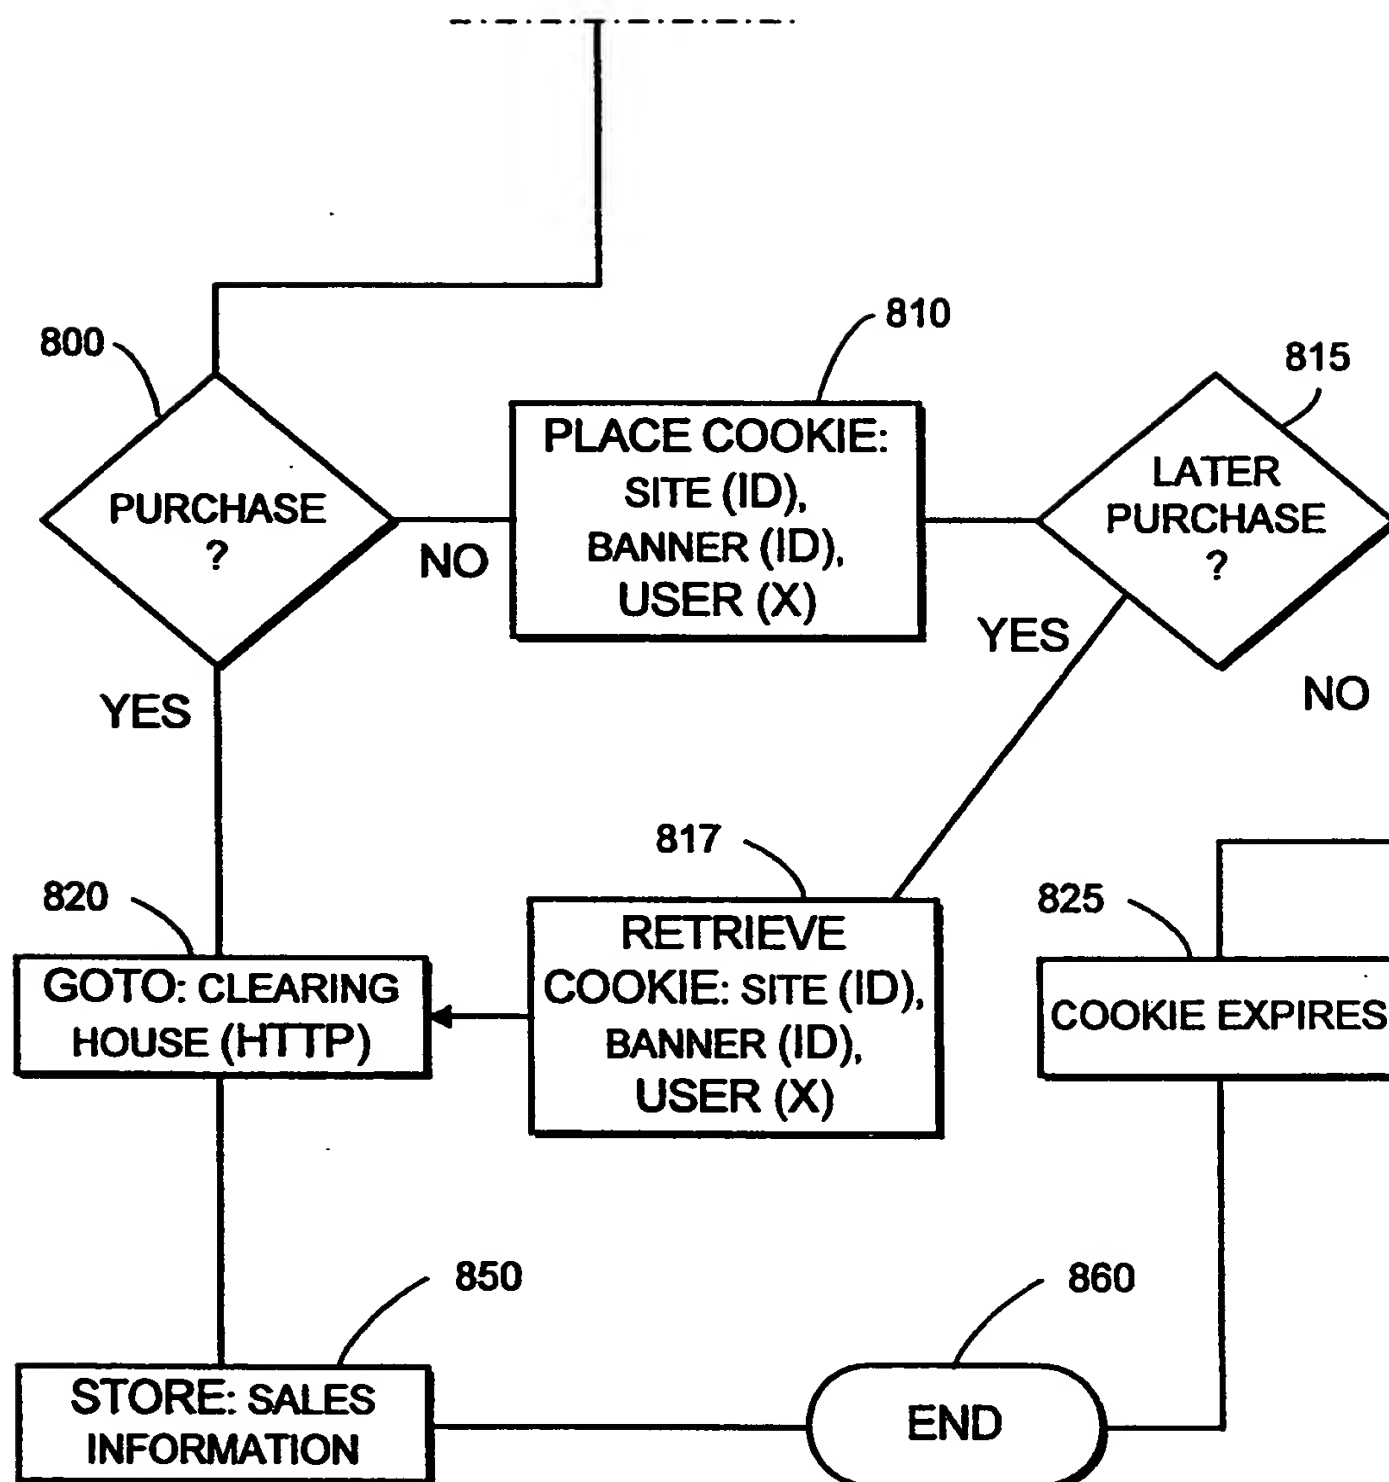 800
810
815
PURCHASE
?
NO
YES
PLACE COOKIE:
SITE (ID),
BANNER (ID),
USER (X)
LATER
PURCHASE
?
YES
NO
817
820
825
GOTO: CLEARING
HOUSE (HTTP)
RETRIEVE
COOKIE: SITE (ID),
BANNER (ID),
USER (X)
COOKIE EXPIRES
850
860
STORE: SALES
INFORMATION
END